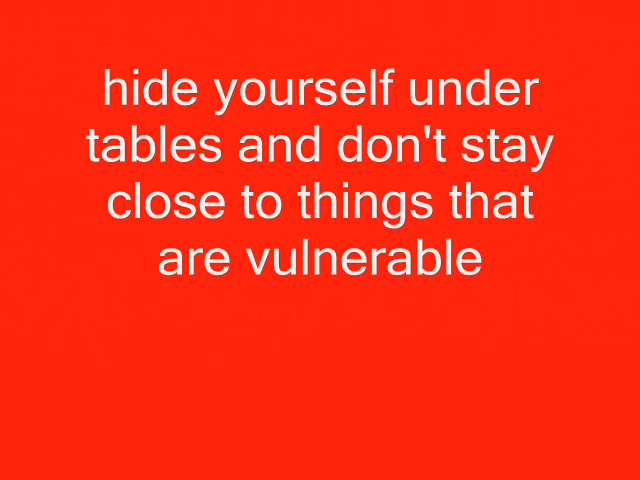 hide yourself under
tables and don't stay
close to things that
are vulnerable